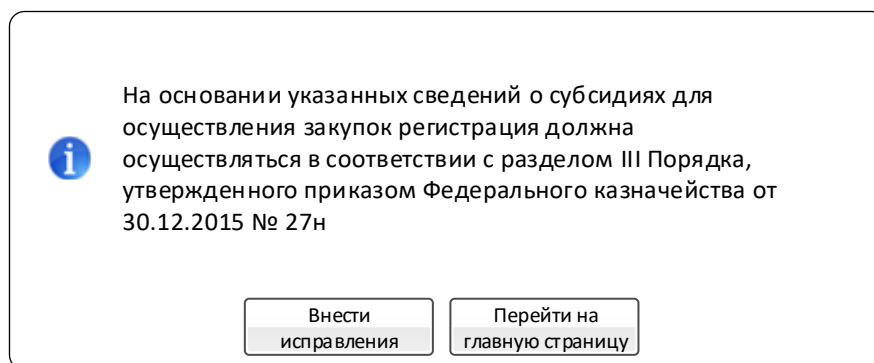 На основании указанных сведений о субсидиях для
осуществления закупок регистрация должна
осуществляться в соответствии с разделом III Порядка,
утвержденного приказом Федерального казначейства от
30.12.2015 № 27н
Внести
исправления
Перейти на
главную страницу